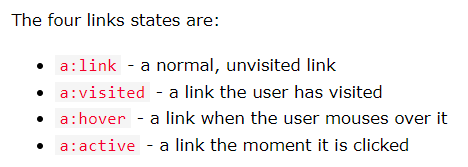 The four links states are:
• a:link - a normal, unvisited link
• a:visited - a link the user has visited
• a:hover - a link when the user mouses over it
• a:active - a link the moment it is clicked